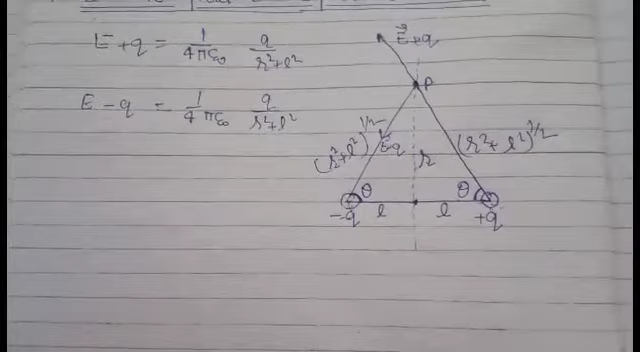 E+q = 1/4πε₀ q/r²+l²
E-q = 1/4πε₀ q/r²+l²
E⃗+q
P
(r²+l²)^1/2
E-q
(r²+l²)^1/2
r
θ
θ
-q
l
l
+q